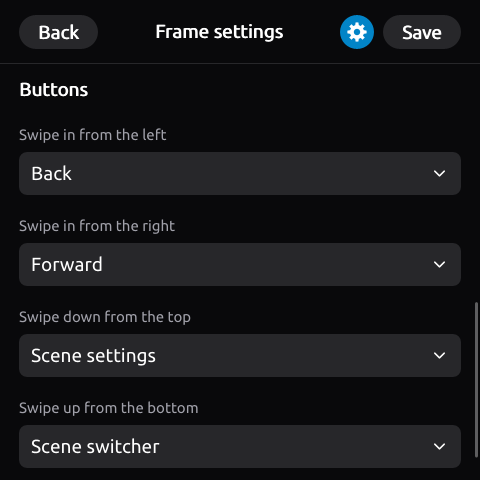 Back
Frame settings
Save
Buttons
Swipe in from the left
Back
Swipe in from the right
Forward
Swipe down from the top
Scene settings
Swipe up from the bottom
Scene switcher